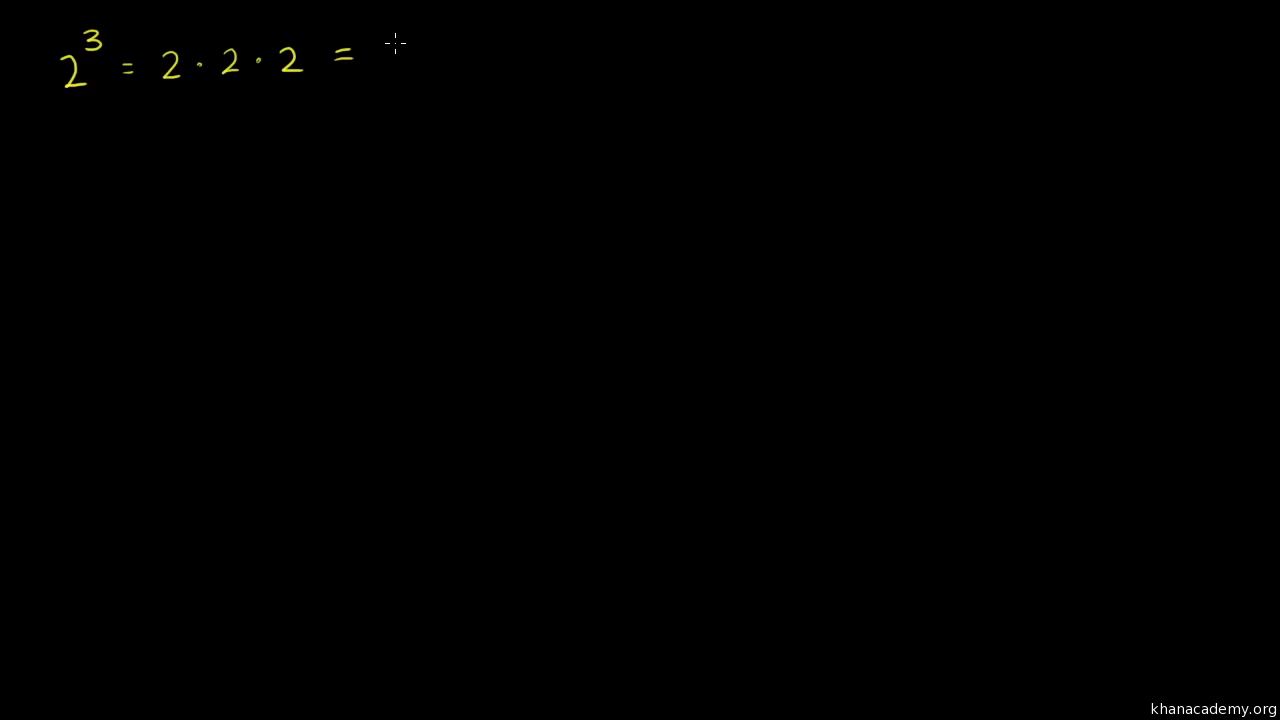 2³ = 2 · 2 · 2 =
khanacademy.org